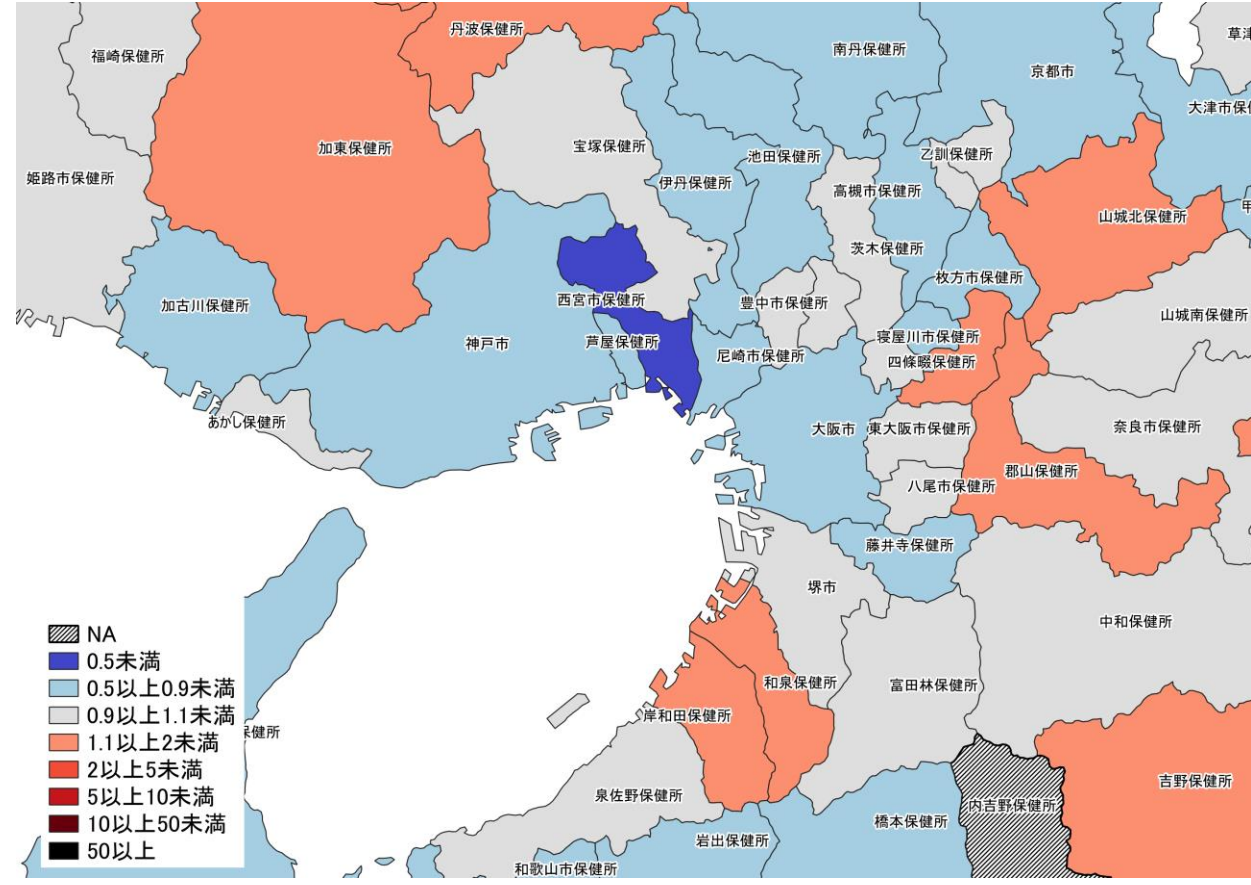 丹波保健所
南丹保健所
草津
福崎保健所
京都市
大津市保健
加東保健所
宝塚保健所
池田保健所
乙訓保健所
姫路市保健所
伊丹保健所
高槻市保健所
甲
山城北保健所
茨木保健所
枚方市保健所
加古川保健所
西宮市保健所
豊中市保健所
山城南保健所
神戸市
芦屋保健所
尼崎市保健所
寝屋川市保健所
四條畷保健所
あかし保健所
大阪市
東大阪市保健所
奈良市保健所
郡山保健所
八尾市保健所
藤井寺保健所
堺市
中和保健所
和泉保健所
富田林保健所
岸和田保健所
保健所
吉野保健所
泉佐野保健所
内吉野保健所
橋本保健所
岩出保健所
和歌山市保健所
NA
0.5未満
0.5以上0.9未満
0.9以上1.1未満
1.1以上2未満
2以上5未満
5以上10未満
10以上50未満
50以上